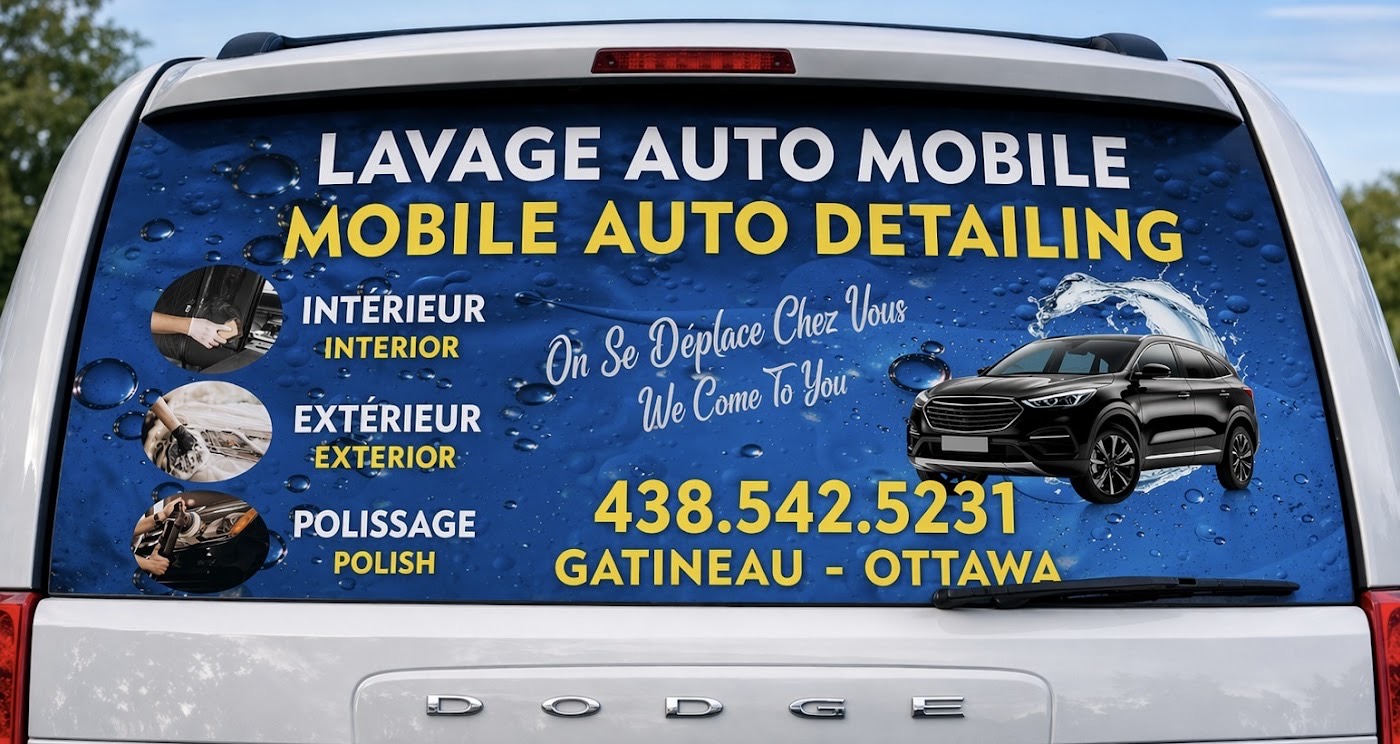 LAVAGE AUTO MOBILE
MOBILE AUTO DETAILING
INTÉRIEUR
INTERIOR
EXTÉRIEUR
EXTERIOR
POLISSAGE
POLISH
On Se Déplace Chez Vous
We Come To You
438.542.5231
GATINEAU - OTTAWA
DODGE